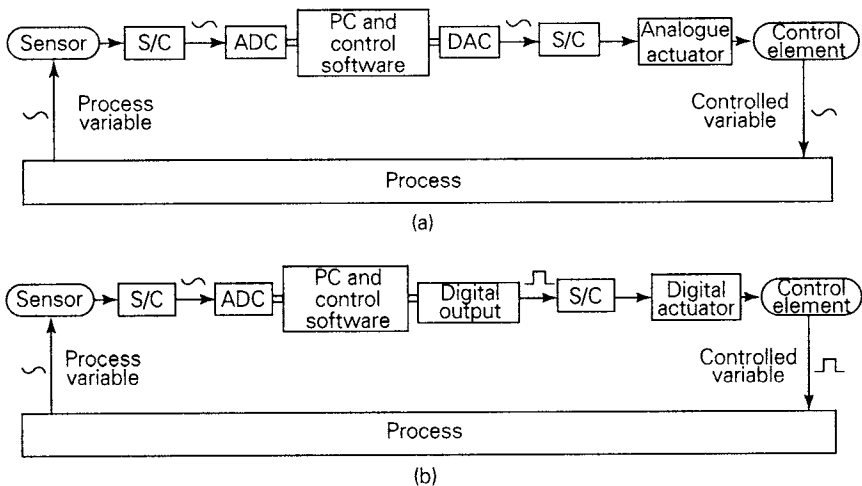 Sensor
S/C
ADC
PC and
control
software
DAC
S/C
Analogue
actuator
Control
element
Process
variable
Controlled
variable
Process
(a)
Sensor
S/C
ADC
PC and
control
software
Digital
output
S/C
Digital
actuator
Control
element
Process
variable
Controlled
variable
Process
(b)